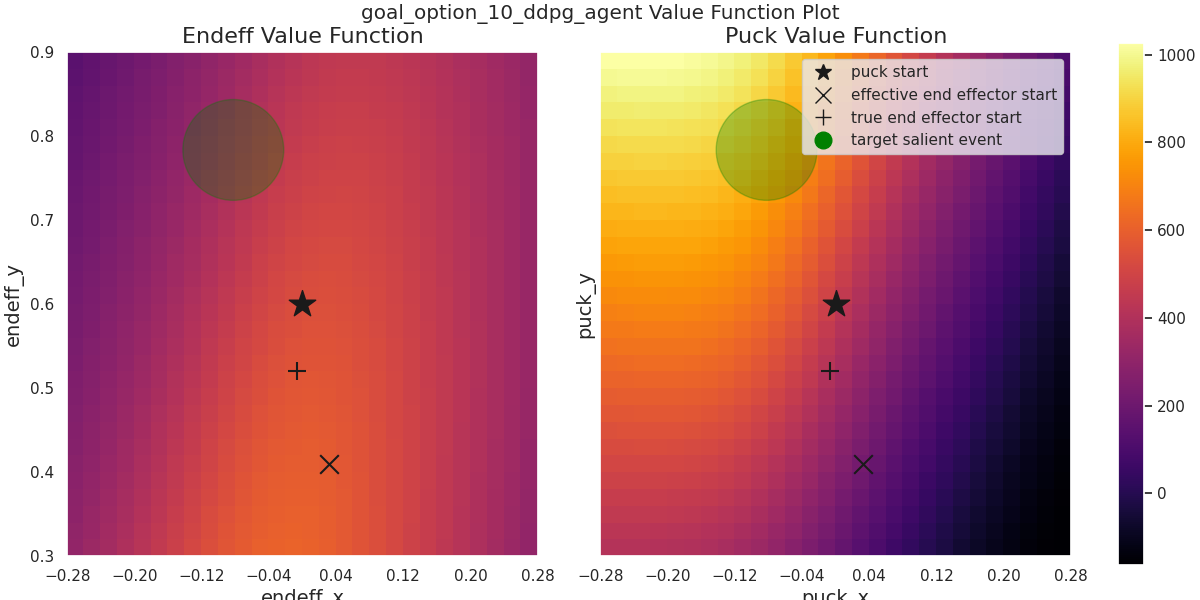 goal_option_10_ddpg_agent Value Function Plot
Endeff Value Function
Puck Value Function
puck start
effective end effector start
true end effector start
target salient event
endeff_y
0.9
0.8
0.7
0.6
0.5
0.4
0.3
−0.28 −0.20 −0.12 −0.04 0.04 0.12 0.20 0.28
endeff_x
puck_y
−0.28 −0.20 −0.12 −0.04 0.04 0.12 0.20 0.28
puck_x
1000
800
600
400
200
0